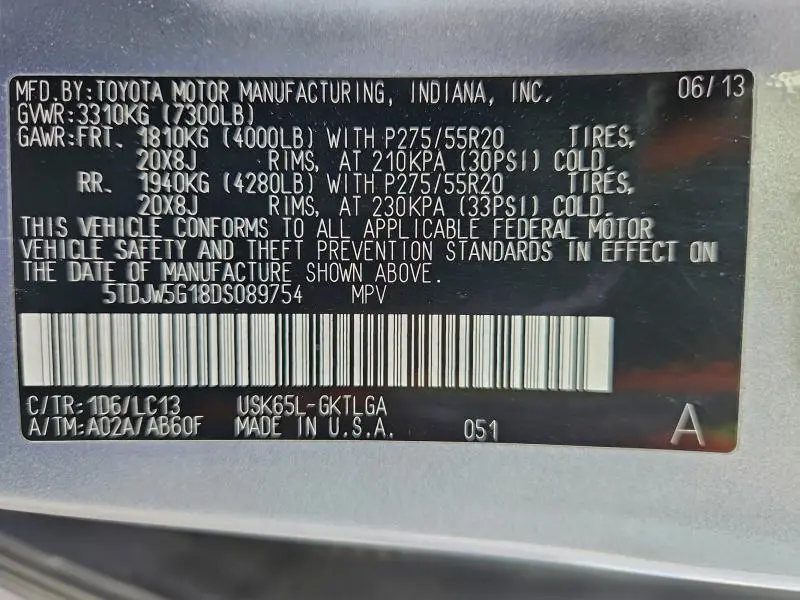 MFD. BY: TOYOTA MOTOR MANUFACTURING, INDIANA, INC. 06/13
GVWR: 3310KG (7300LB)
GAWR: FRT. 1810KG (4000LB) WITH P275/55R20 TIRES,
20X8J RIMS, AT 210KPA (30PSI) COLD.
RR. 1940KG (4280LB) WITH P275/55R20 TIRES,
20X8J RIMS, AT 230KPA (33PSI) COLD.
THIS VEHICLE CONFORMS TO ALL APPLICABLE FEDERAL MOTOR
VEHICLE SAFETY AND THEFT PREVENTION STANDARDS IN EFFECT ON
THE DATE OF MANUFACTURE SHOWN ABOVE.
5TDJW5G18DS089754 MPV
C/TR: 1D6/LC13 USK65L-GKTLGA
A/TM: A02A/AB60F MADE IN U.S.A. 051 A